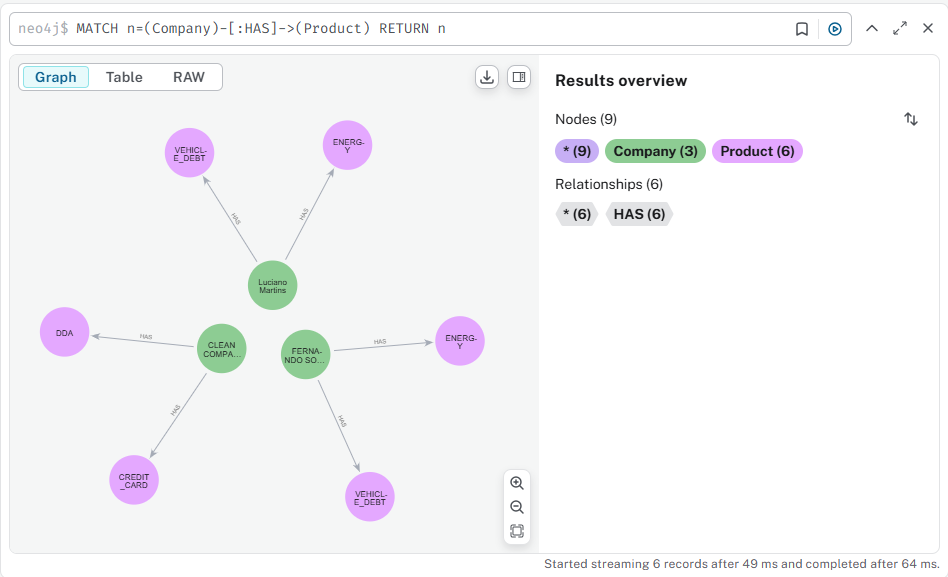 neo4j$ MATCH n=(Company)-[:HAS]->(Product) RETURN n
Graph Table RAW
Results overview
Nodes (9)
* (9) Company (3) Product (6)
Relationships (6)
* (6) HAS (6)
VEHICL-
E_DEBT
ENERG-
Y
HAS
HAS
Luciano
Martins
DDA
HAS
CLEAN
COMPA...
FERNA-
NDO SO...
HAS
ENERG-
Y
HAS
HAS
CREDIT
_CARD
VEHICL-
E_DEBT
Started streaming 6 records after 49 ms and completed after 64 ms.